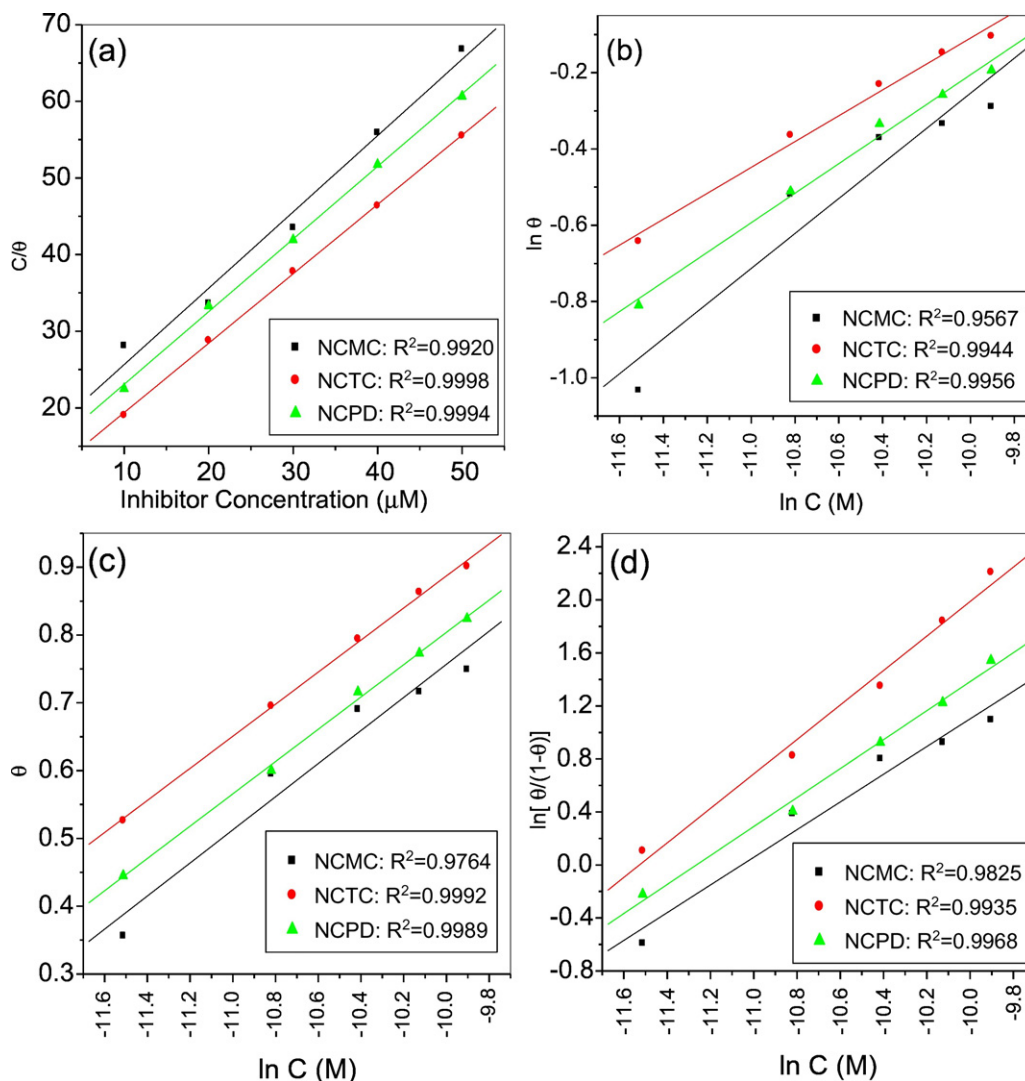 (a)
70
60
50
40
30
20
C/θ
10 20 30 40 50
Inhibitor Concentration (μM)
NCMC: R²=0.9920
NCTC: R²=0.9998
NCPD: R²=0.9994
(b)
-0.2
-0.4
-0.6
-0.8
-1.0
ln θ
-11.6 -11.4 -11.2 -11.0 -10.8 -10.6 -10.4 -10.2 -10.0 -9.8
ln C (M)
NCMC: R²=0.9567
NCTC: R²=0.9944
NCPD: R²=0.9956
(c)
0.9
0.8
0.7
0.6
0.5
0.4
0.3
θ
-11.6 -11.4 -11.2 -11.0 -10.8 -10.6 -10.4 -10.2 -10.0 -9.8
ln C (M)
NCMC: R²=0.9764
NCTC: R²=0.9992
NCPD: R²=0.9989
(d)
2.4
2.0
1.6
1.2
0.8
0.4
0.0
-0.4
-0.8
ln[ θ/(1-θ)]
-11.6 -11.4 -11.2 -11.0 -10.8 -10.6 -10.4 -10.2 -10.0 -9.8
ln C (M)
NCMC: R²=0.9825
NCTC: R²=0.9935
NCPD: R²=0.9968